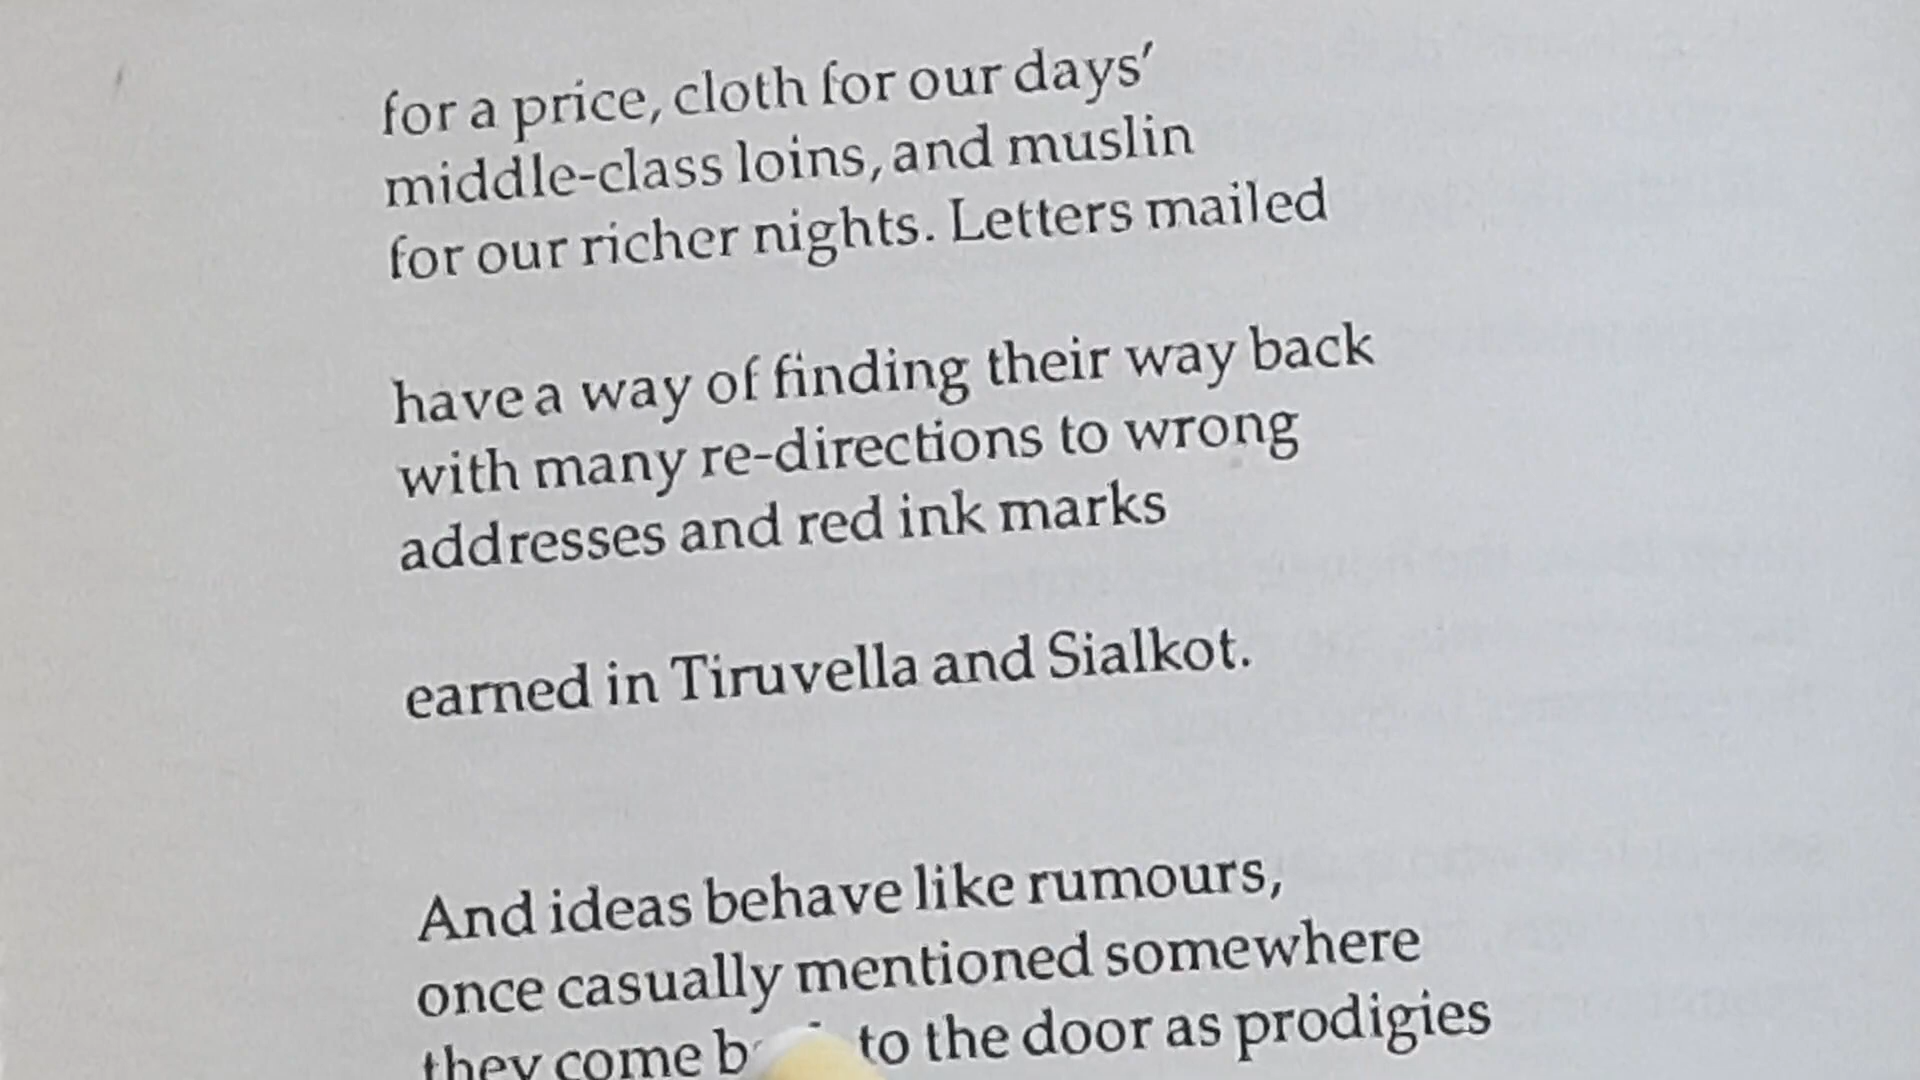 for a price, cloth for our days'
middle-class loins, and muslin
for our richer nights. Letters mailed
have a way of finding their way back
with many re-directions to wrong
addresses and red ink marks
earned in Tiruvella and Sialkot.
And ideas behave like rumours,
once casually mentioned somewhere
they come to the door as prodigies